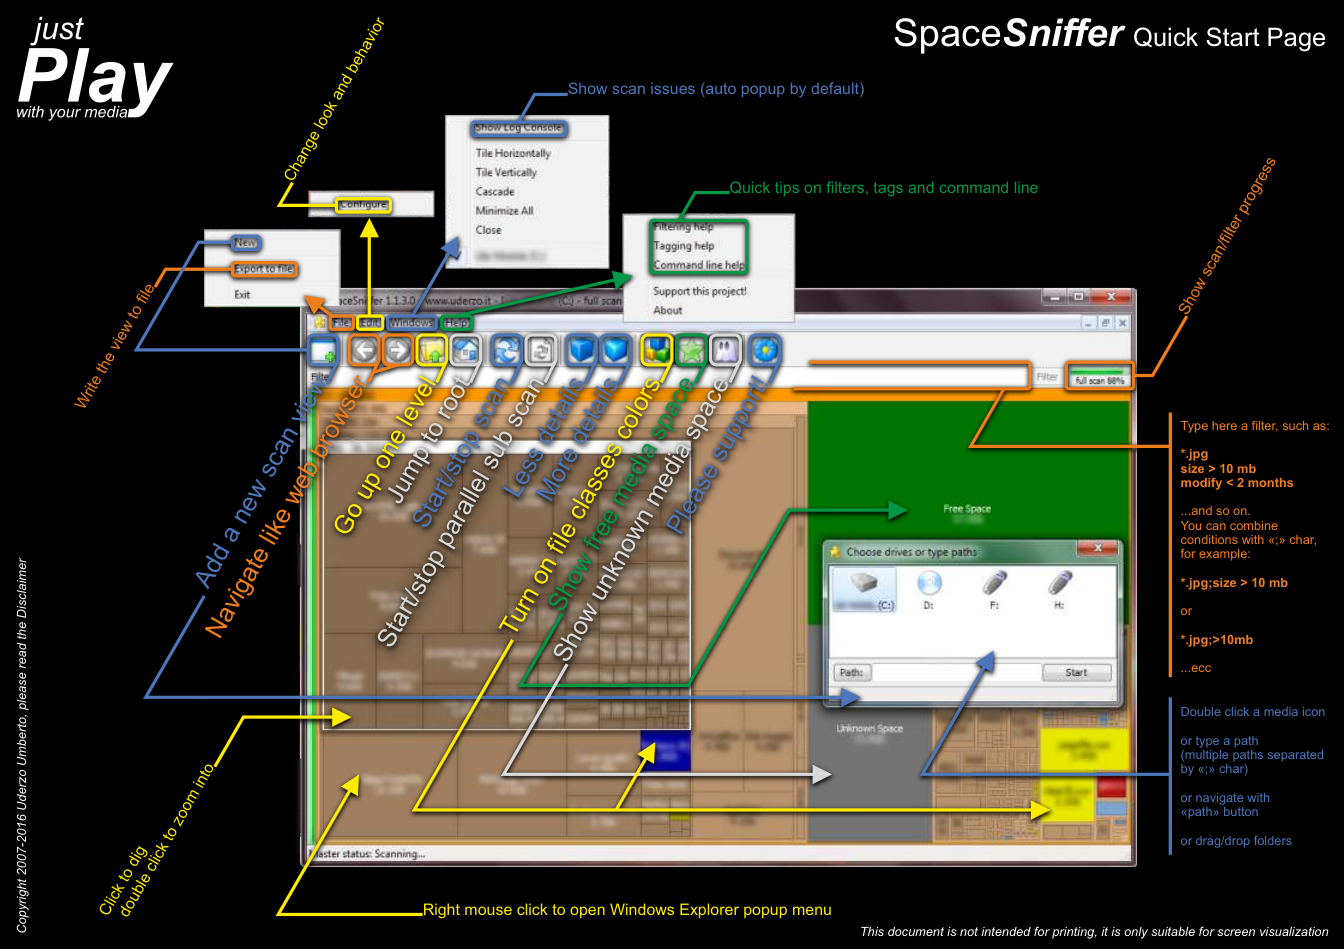 just
Play
with your media
SpaceSniffer Quick Start Page
Change look and behavior
Show scan issues (auto popup by default)
Show Log Console
Tile Horizontally
Tile Vertically
Cascade
Minimize All
Close
Quick tips on filters, tags and command line
Configure
Filtering help
Tagging help
Command line help
Support this project!
About
New
Export to file
Exit
Write the view to file
Show scan/filter progress
aceSniffer 1.1.3.0 - www.uderzo.it - (C:) - full scan
File Edit Windows Help
Filter
Filter
full scan 88%
Add a new scan view
Navigate like web browser
Go up one level
Jump to root
Start/stop scan
Start/stop parallel sub scan
Less details
More details
Turn on file classes colors
Show free media space
Show unknown media space
Please support!
Type here a filter, such as:
*.jpg
size > 10 mb
modify < 2 months
...and so on.
You can combine
conditions with «;» char,
for example:
*.jpg;size > 10 mb
or
*.jpg;>10mb
...ecc
Free Space
Choose drives or type paths
(C:)
D:
F:
H:
Path:
Start
Unknown Space
Double click a media icon
or type a path
(multiple paths separated
by «;» char)
or navigate with
«path» button
or drag/drop folders
Master status: Scanning...
Click to dig
double click to zoom into
Right mouse click to open Windows Explorer popup menu
Copyright 2007-2016 Uderzo Umberto, please read the Disclaimer
This document is not intended for printing, it is only suitable for screen visualization